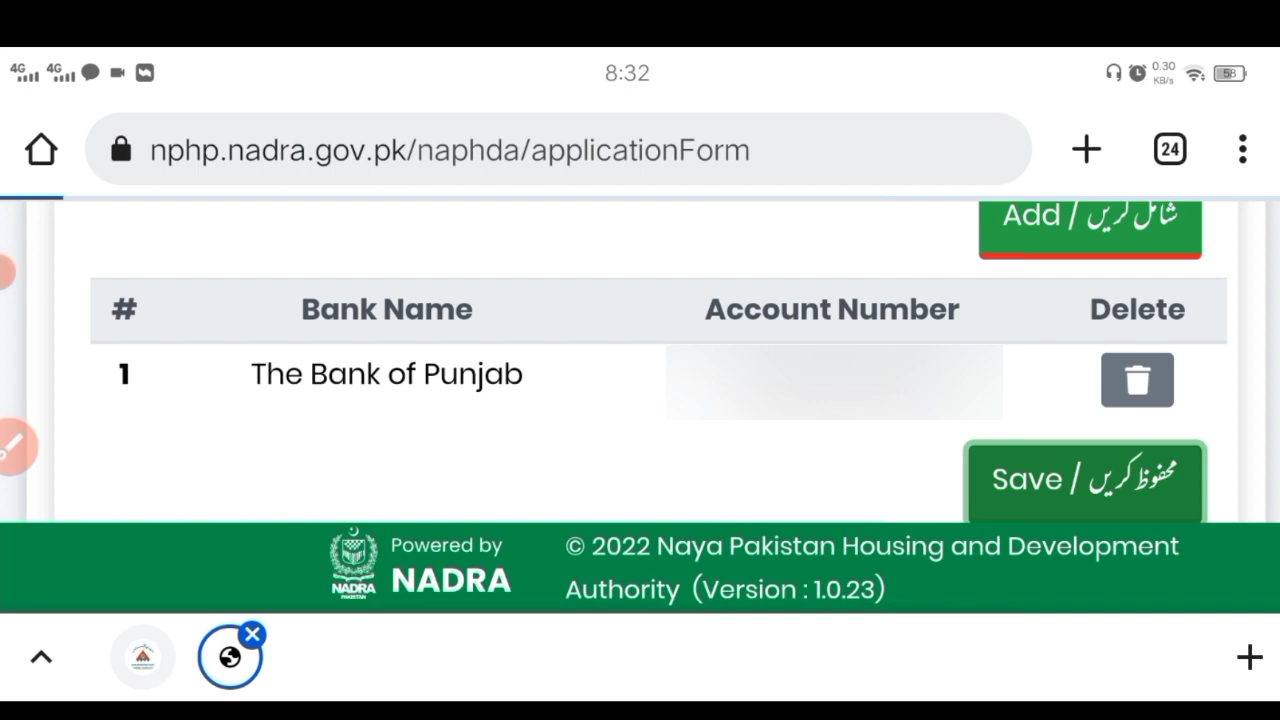 4G 4G 8:32 0.30 KB/s 58
nphp.nadra.gov.pk/naphda/applicationForm 24
Add / شامل کریں
# Bank Name Account Number Delete
1 The Bank of Punjab
Save / محفوظ کریں
NADRA
PAKISTAN
Powered by
NADRA
© 2022 Naya Pakistan Housing and Development
Authority (Version : 1.0.23)